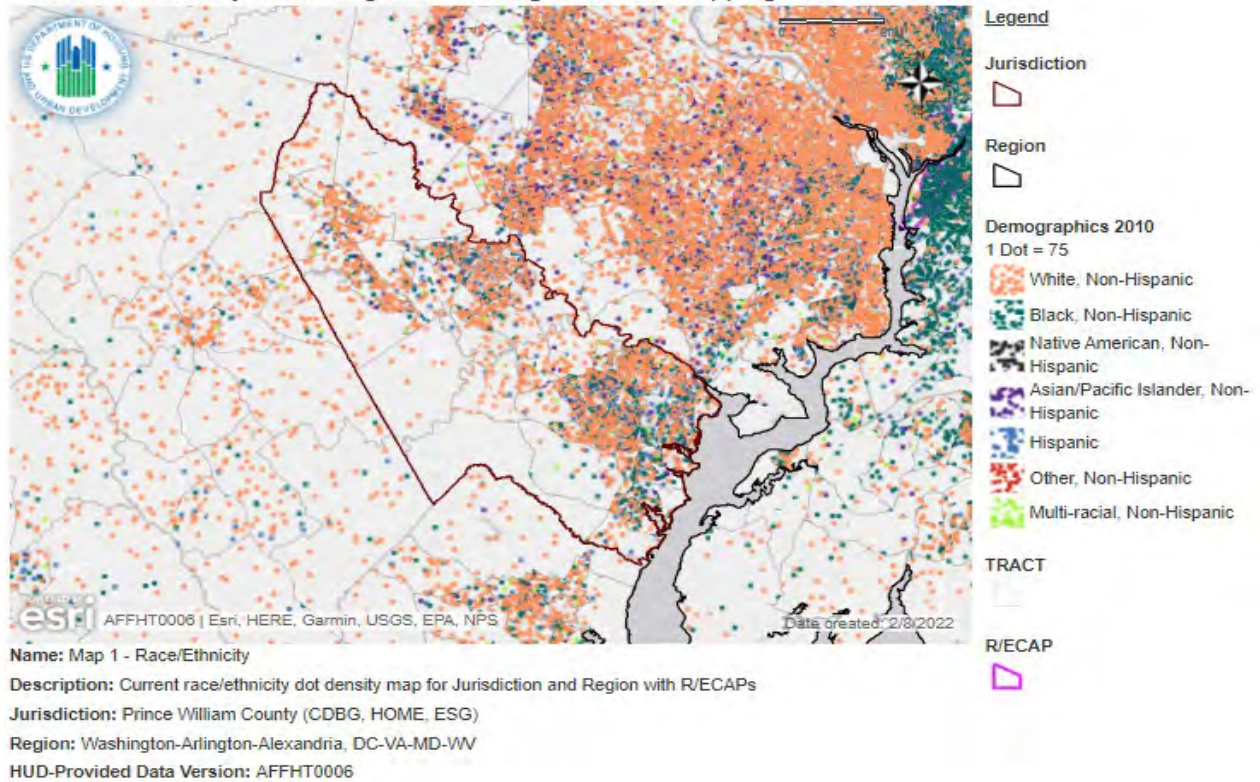 Legend
Jurisdiction
Region
Demographics 2010
1 Dot = 75
White, Non-Hispanic
Black, Non-Hispanic
Native American, Non-
Hispanic
Asian/Pacific Islander, Non-
Hispanic
Hispanic
Other, Non-Hispanic
Multi-racial, Non-Hispanic
TRACT
R/ECAP
esri
AFFHT0006 | Esri, HERE, Garmin, USGS, EPA, NPS
Date created: 2/8/2022
Name: Map 1 - Race/Ethnicity
Description: Current race/ethnicity dot density map for Jurisdiction and Region with R/ECAPs
Jurisdiction: Prince William County (CDBG, HOME, ESG)
Region: Washington-Arlington-Alexandria, DC-VA-MD-WV
HUD-Provided Data Version: AFFHT0006